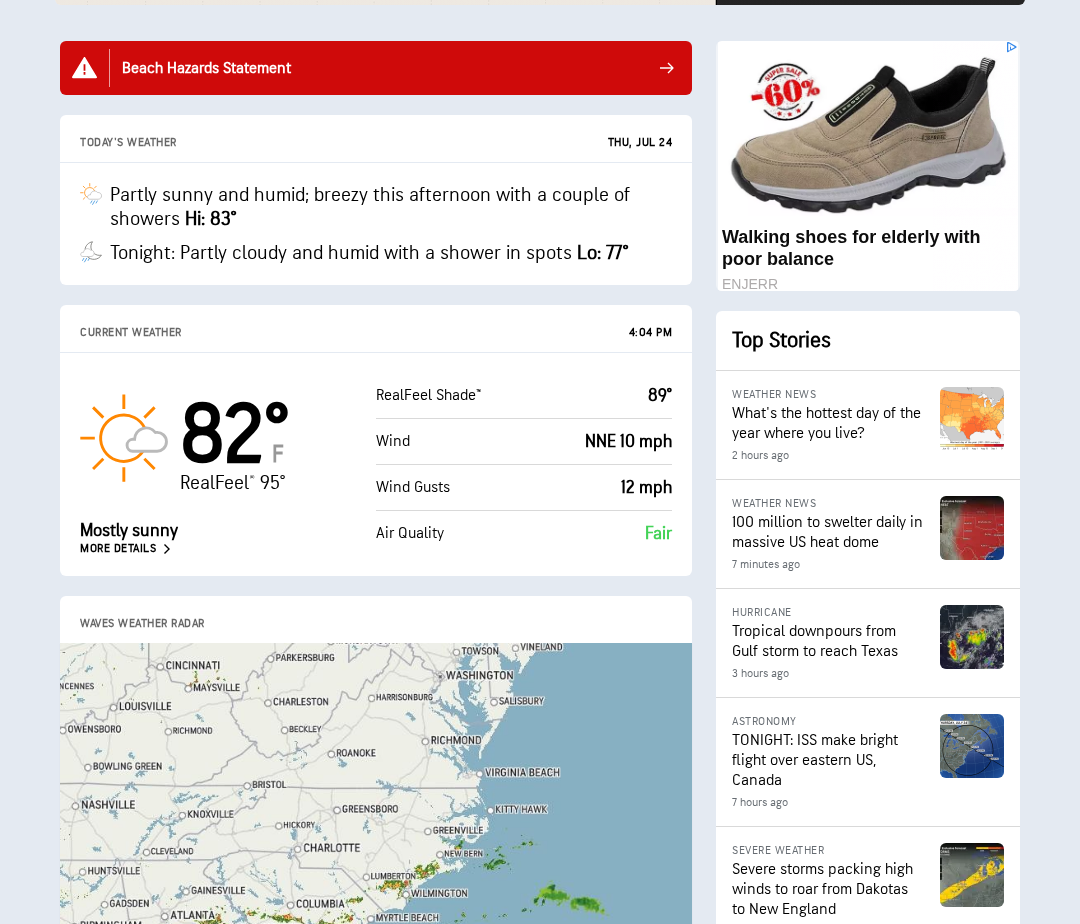 Beach Hazards Statement
TODAY'S WEATHER
THU, JUL 24
Partly sunny and humid; breezy this afternoon with a couple of
showers Hi: 83°
Tonight: Partly cloudy and humid with a shower in spots Lo: 77°
CURRENT WEATHER
4:04 PM
82°
F
RealFeel® 95°
Mostly sunny
MORE DETAILS
RealFeel Shade™
89°
Wind
NNE 10 mph
Wind Gusts
12 mph
Air Quality
Fair
WAVES WEATHER RADAR
CINCINNATI
PARKERSBURG
TOWSON
VINELAND
NCENNES
MAYSVILLE
WASHINGTON
LOUISVILLE
CHARLESTON
HARRISONBURG
SALISBURY
OWENSBORO
RICHMOND
BECKLEY
RICHMOND
BOWLING GREEN
ROANOKE
VIRGINIA BEACH
NASHVILLE
BRISTOL
KNOXVILLE
GREENSBORO
KITTY HAWK
HICKORY
GREENVILLE
CLEVELAND
CHARLOTTE
NEW BERN
HUNTSVILLE
LUMBERTON
GAINESVILLE
WILMINGTON
GADSDEN
COLUMBIA
ATLANTA
MYRTLE BEACH
BIRMINGHAM
SUPER SALE
-60%
Walking shoes for elderly with
poor balance
ENJERR
Top Stories
WEATHER NEWS
What's the hottest day of the
year where you live?
2 hours ago
WEATHER NEWS
100 million to swelter daily in
massive US heat dome
7 minutes ago
HURRICANE
Tropical downpours from
Gulf storm to reach Texas
3 hours ago
ASTRONOMY
TONIGHT: ISS make bright
flight over eastern US,
Canada
7 hours ago
SEVERE WEATHER
Severe storms packing high
winds to roar from Dakotas
to New England